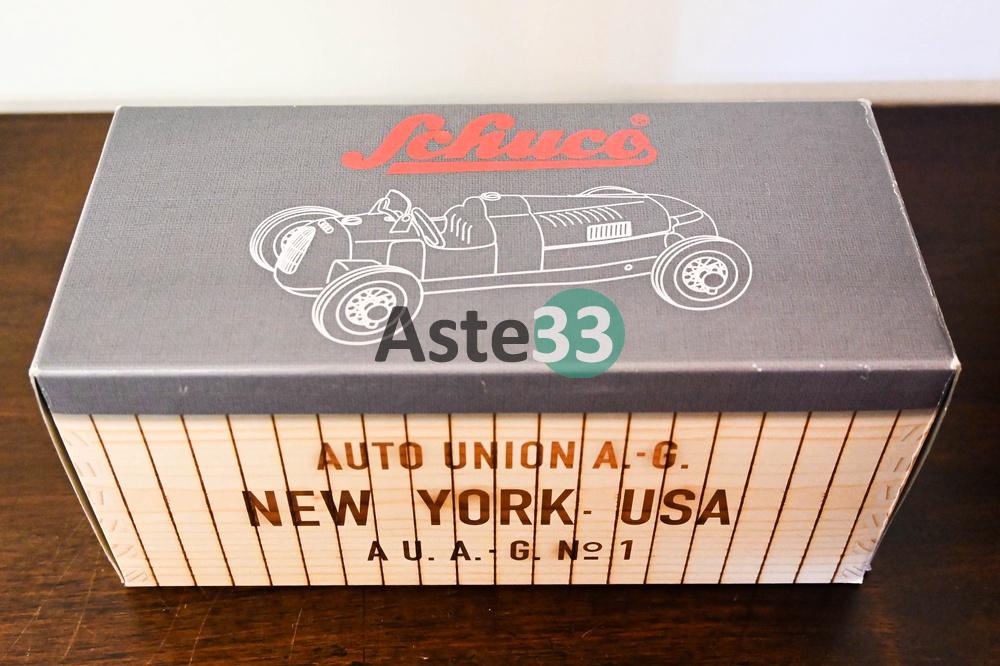 Schuco®
Aste33
AUTO UNION A.-G.
NEW YORK - USA
A U. A.- G. Nº 1